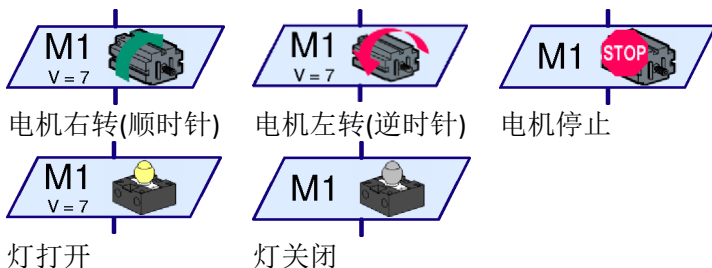 M1
V = 7
M1
V = 7
M1
STOP
电机右转(顺时针)
电机左转(逆时针)
电机停止
M1
V = 7
M1
灯打开
灯关闭